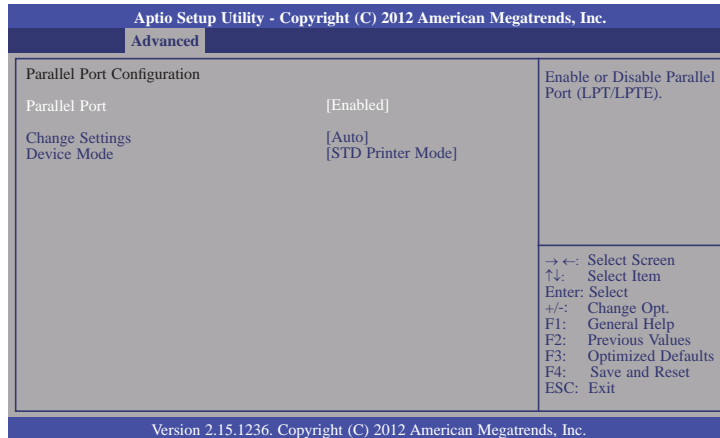 Aptio Setup Utility - Copyright (C) 2012 American Megatrends, Inc.
Advanced
Parallel Port Configuration
Parallel Port [Enabled]
Change Settings [Auto]
Device Mode [STD Printer Mode]
Enable or Disable Parallel
Port (LPT/LPTE).
→ ←: Select Screen
↑↓: Select Item
Enter: Select
+/-: Change Opt.
F1: General Help
F2: Previous Values
F3: Optimized Defaults
F4: Save and Reset
ESC: Exit
Version 2.15.1236. Copyright (C) 2012 American Megatrends, Inc.